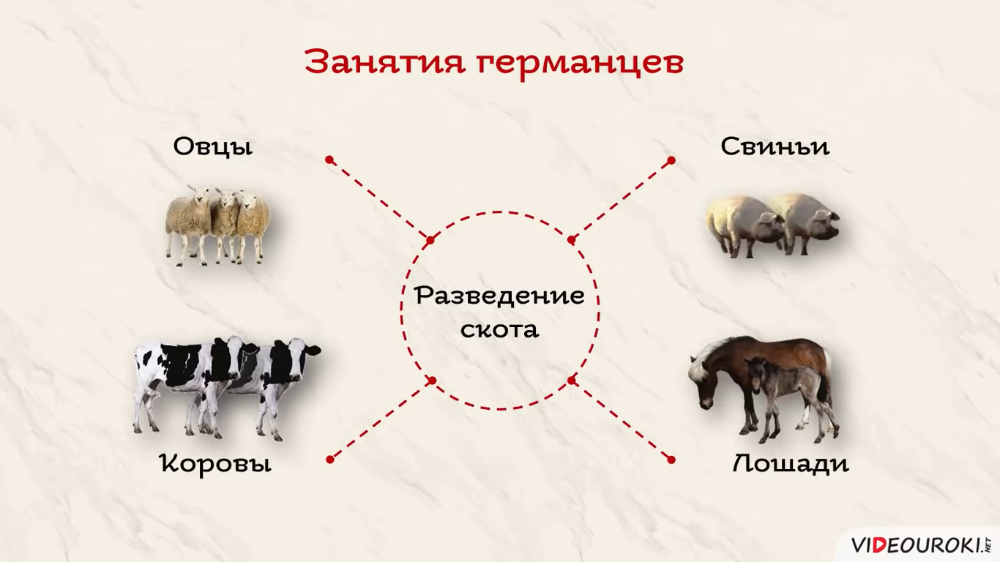 Занятия германцев
Овцы
Свиньи
Разведение
скота
Коровы
Лошади
VIDEOUROKI.NET